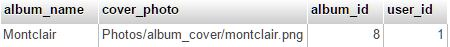 album_name cover_photo album_id user_id
Montclair Photos/album_cover/montclair.png 8 1